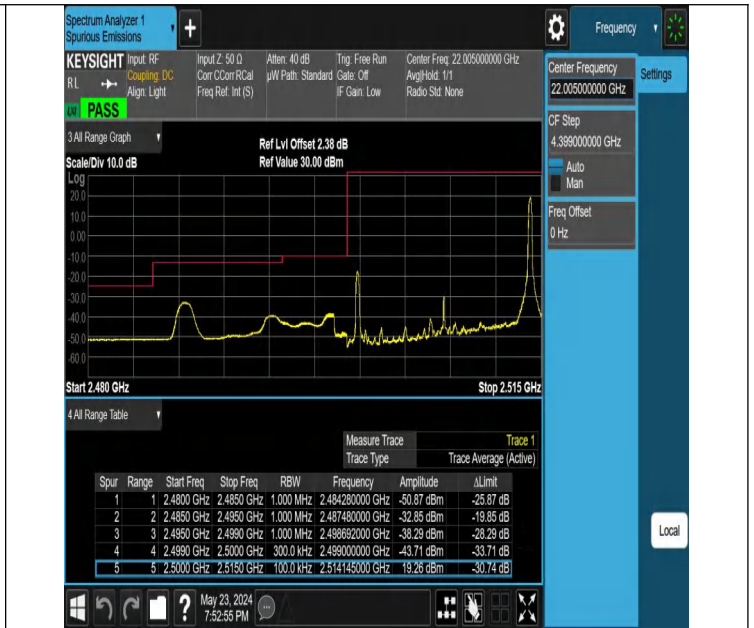 Spectrum Analyzer 1
Spurious Emissions
+
Frequency
KEYSIGHT Input: RF Input Z: 50 Ω Atten: 40 dB Trig: Free Run Center Freq: 22.005000000 GHz
RL Coupling: DC Corr CCorr RCal µW Path: Standard Gate: Off Avg|Hold: 1/1
Align: Light Freq Ref: Int (S) IF Gain: Low Radio Std: None
PASS
Center Frequency
22.005000000 GHz
Settings
CF Step
4.399000000 GHz
Auto
Man
Freq Offset
0 Hz
3 All Range Graph
Ref Lvl Offset 2.38 dB
Scale/Div 10.0 dB Ref Value 30.00 dBm
Log
20.0
10.0
0.00
-10.0
-20.0
-30.0
-40.0
-50.0
-60.0
Start 2.480 GHz Stop 2.515 GHz
4 All Range Table
Measure Trace Trace 1
Trace Type Trace Average (Active)
Spur Range Start Freq Stop Freq RBW Frequency Amplitude ΔLimit
1 1 2.4800 GHz 2.4850 GHz 1.000 MHz 2.484280000 GHz -50.87 dBm -25.87 dB
2 2 2.4850 GHz 2.4950 GHz 1.000 MHz 2.487480000 GHz -32.85 dBm -19.85 dB
3 3 2.4950 GHz 2.4990 GHz 1.000 MHz 2.498692000 GHz -38.29 dBm -28.29 dB
4 4 2.4990 GHz 2.5000 GHz 300.0 kHz 2.499000000 GHz -43.71 dBm -33.71 dB
5 5 2.5000 GHz 2.5150 GHz 100.0 kHz 2.514145000 GHz 19.26 dBm -30.74 dB
Local
?
May 23, 2024
7:52:55 PM